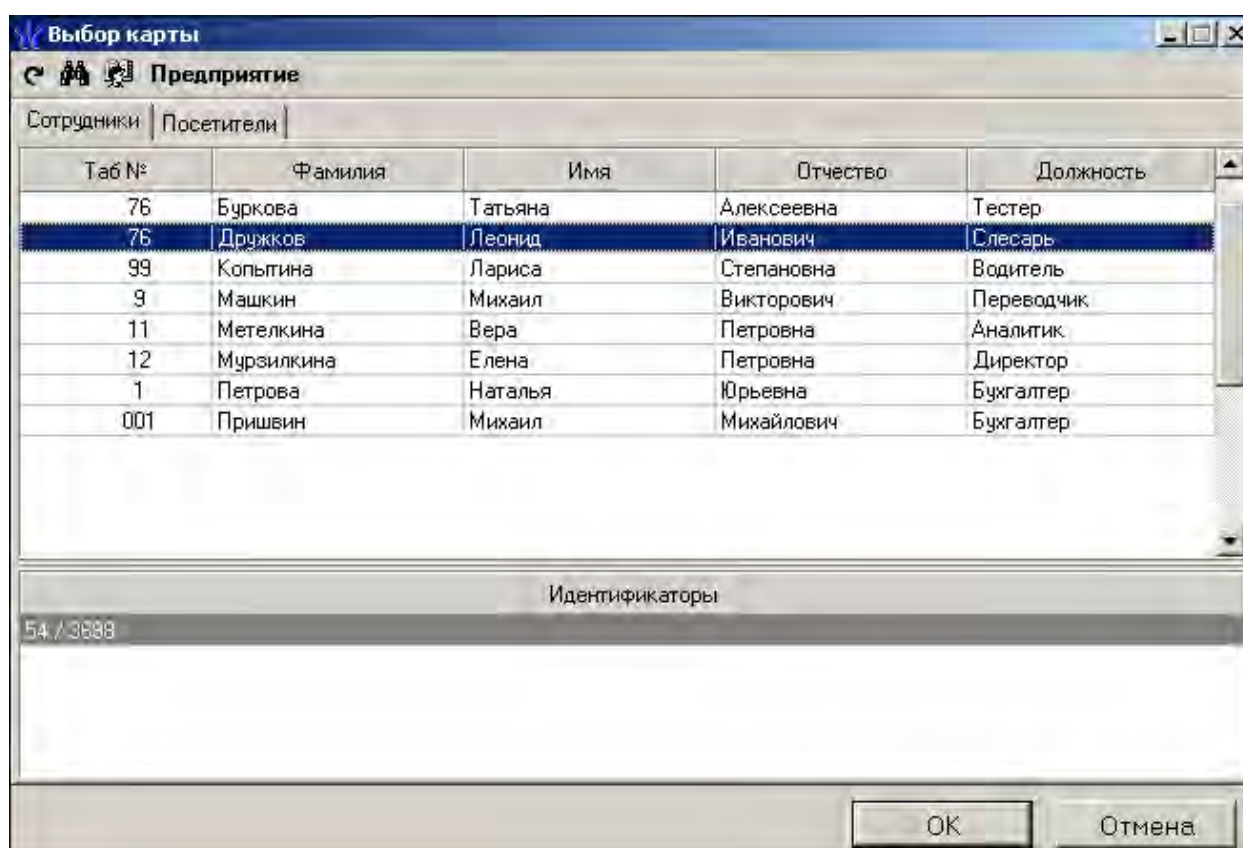 Выбор карты
Предприятие
Сотрудники Посетители
Таб № Фамилия Имя Отчество Должность
76 Буркова Татьяна Алексеевна Тестер
76 Дружков Леонид Иванович Слесарь
99 Копытина Лариса Степановна Водитель
9 Машкин Михаил Викторович Переводчик
11 Метелкина Вера Петровна Аналитик
12 Мурзилкина Елена Петровна Директор
1 Петрова Наталья Юрьевна Бухгалтер
001 Пришвин Михаил Михайлович Бухгалтер
Идентификаторы
54 / 3698
OK Отмена